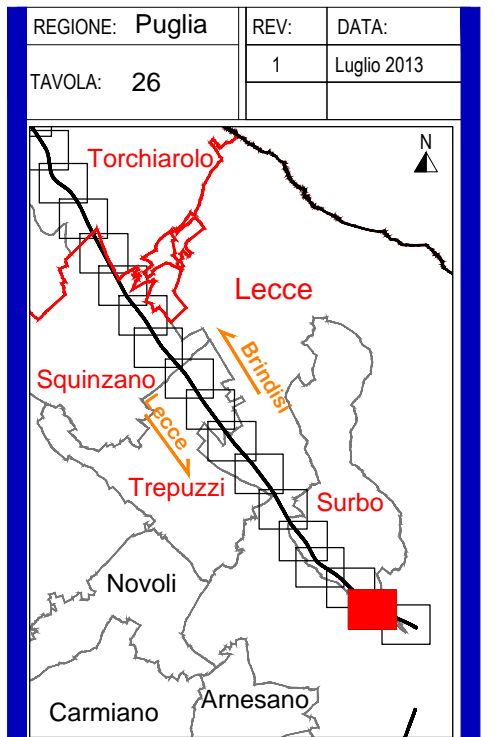 REGIONE: Puglia
REV:
DATA:
1
Luglio 2013
TAVOLA: 26
N
Torchiarolo
Lecce
Brindisi
Squinzano
Lecce
Trepuzzi
Surbo
Novoli
Arnesano
Carmiano